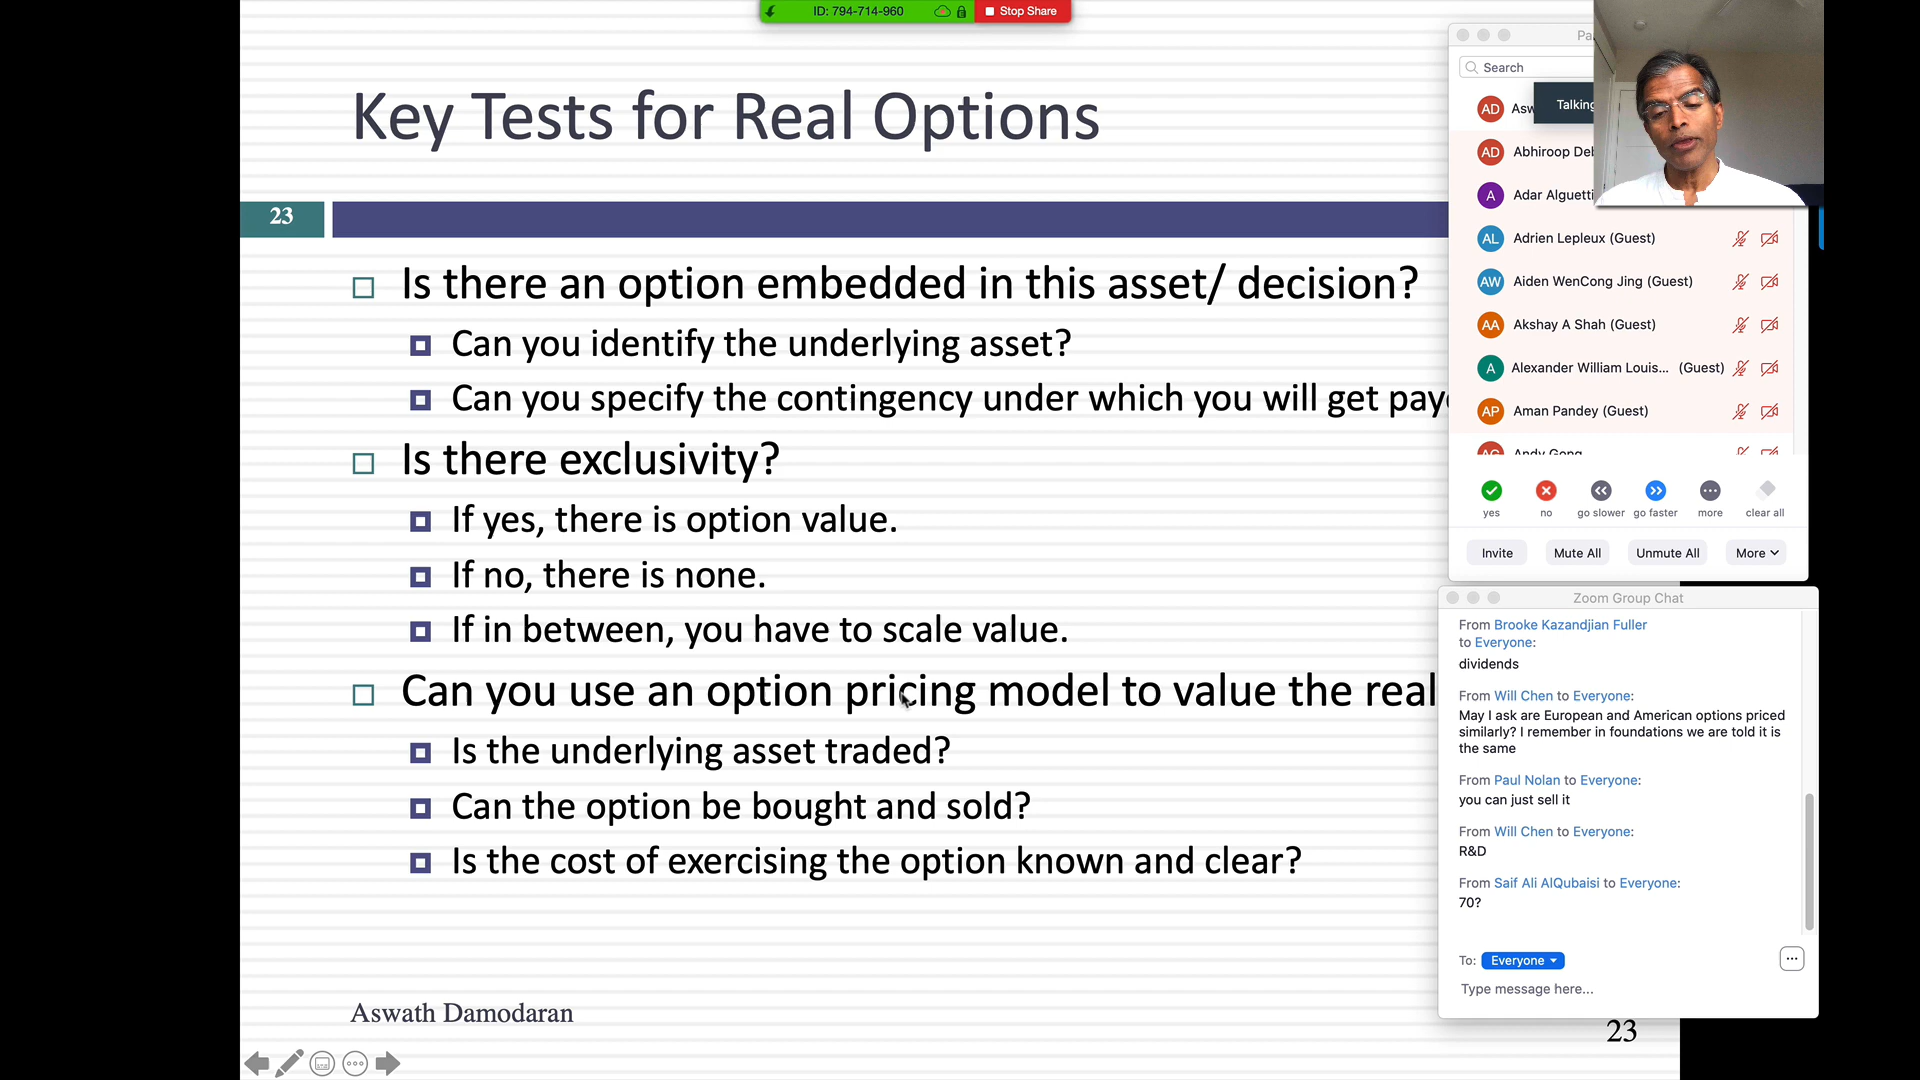 ID: 794-714-960
Stop Share
Key Tests for Real Options
23
Is there an option embedded in this asset/ decision?
Can you identify the underlying asset?
Can you specify the contingency under which you will get
Is there exclusivity?
If yes, there is option value.
If no, there is none.
If in between, you have to scale value.
Can you use an option pricing model to value the real
Is the underlying asset traded?
Can the option be bought and sold?
Is the cost of exercising the option known and clear?
Aswath Damodaran
23
Search
AD
Talking
AD Abhiroop
A Adar Alguetti
AL Adrien Lepleux (Guest)
AW Aiden WenCong Jing (Guest)
AA Akshay A Shah (Guest)
A Alexander William Louis... (Guest)
AP Aman Pandey (Guest)
Andy Gong
yes
no
go slower
go faster
more
clear all
Invite
Mute All
Unmute All
More
Zoom Group Chat
From Brooke Kazandjian Fuller
to Everyone:
dividends
From Will Chen to Everyone:
May I ask are European and American options priced
similarly? I remember in foundations we are told it is
the same
From Paul Nolan to Everyone:
you can just sell it
From Will Chen to Everyone:
R&D
From Saif Ali AlQubaisi to Everyone:
70?
To: Everyone
Type message here...